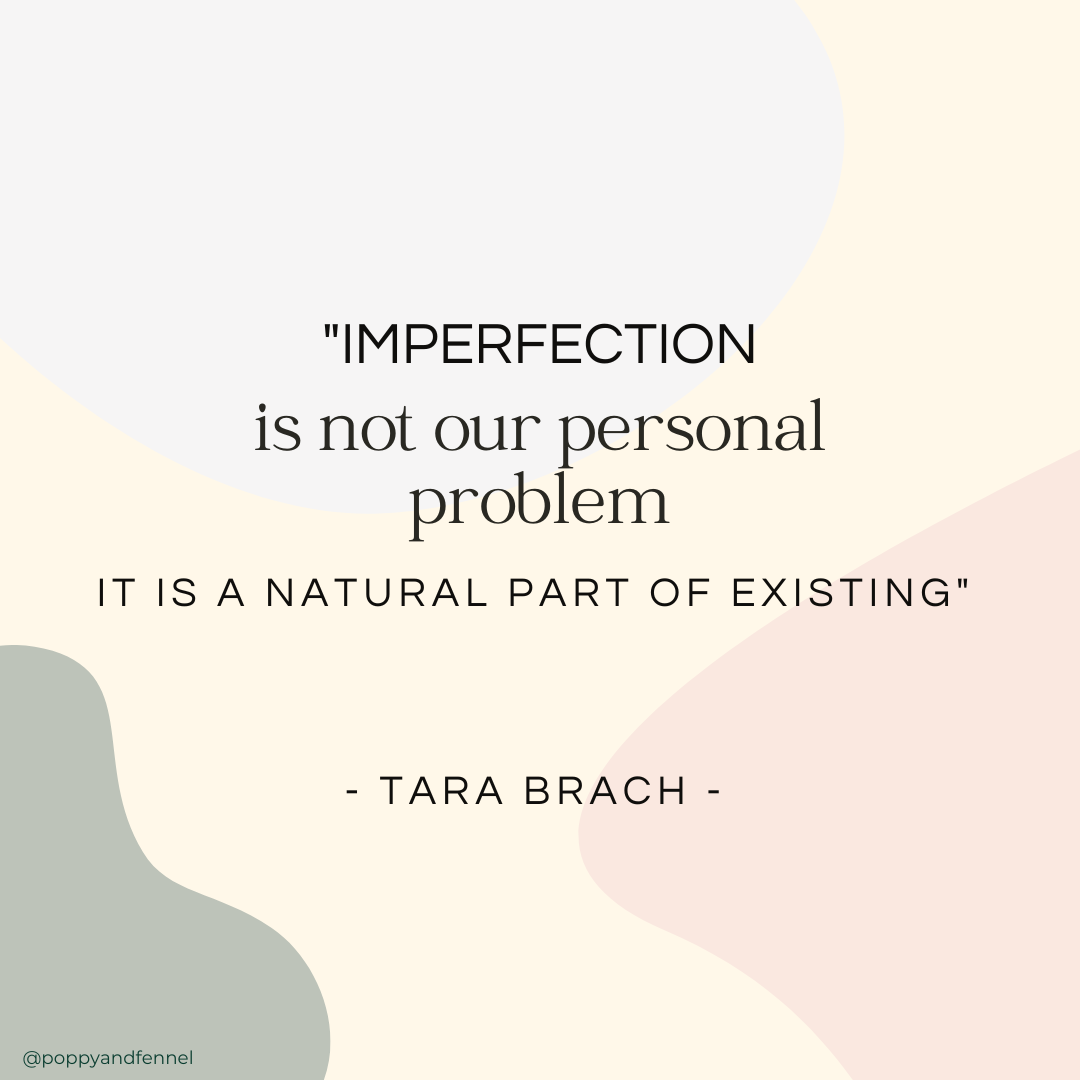 "IMPERFECTION
is not our personal
problem
IT IS A NATURAL PART OF EXISTING"
- TARA BRACH -
@poppyandfennel